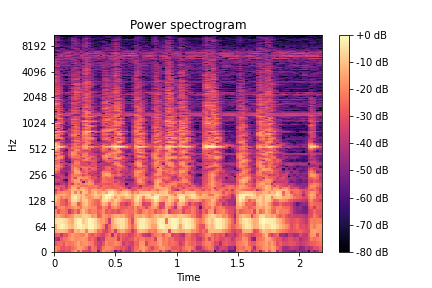 Power spectrogram
8192
4096
2048
1024
512
256
128
64
0
Hz
0
0.5
1
1.5
2
Time
+0 dB
-10 dB
-20 dB
-30 dB
-40 dB
-50 dB
-60 dB
-70 dB
-80 dB